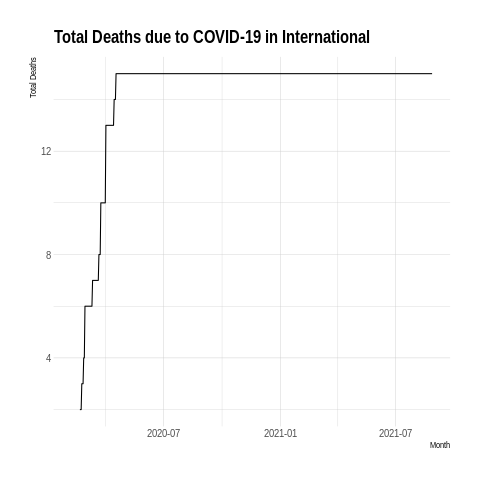 Total Deaths due to COVID-19 in International
Total Deaths
12
8
4
2020-07
2021-01
2021-07
Month